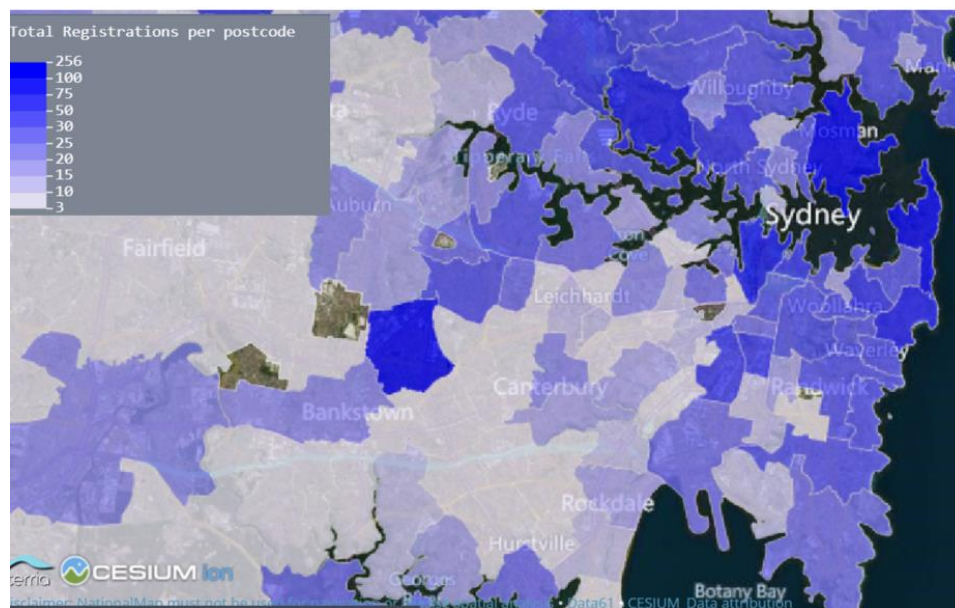 Total Registrations per postcode
256
100
75
50
30
25
20
15
10
3
Willoughby
Ryde
Mosman
North Sydney
Auburn
Sydney
Fairfield
Leichhardt
Woollahra
Waverley
Canterbury
Randwick
Bankstown
Rockdale
Hurstville
Georges
CESIUM ion
Botany Bay
Data61 • CESIUM Data attribution